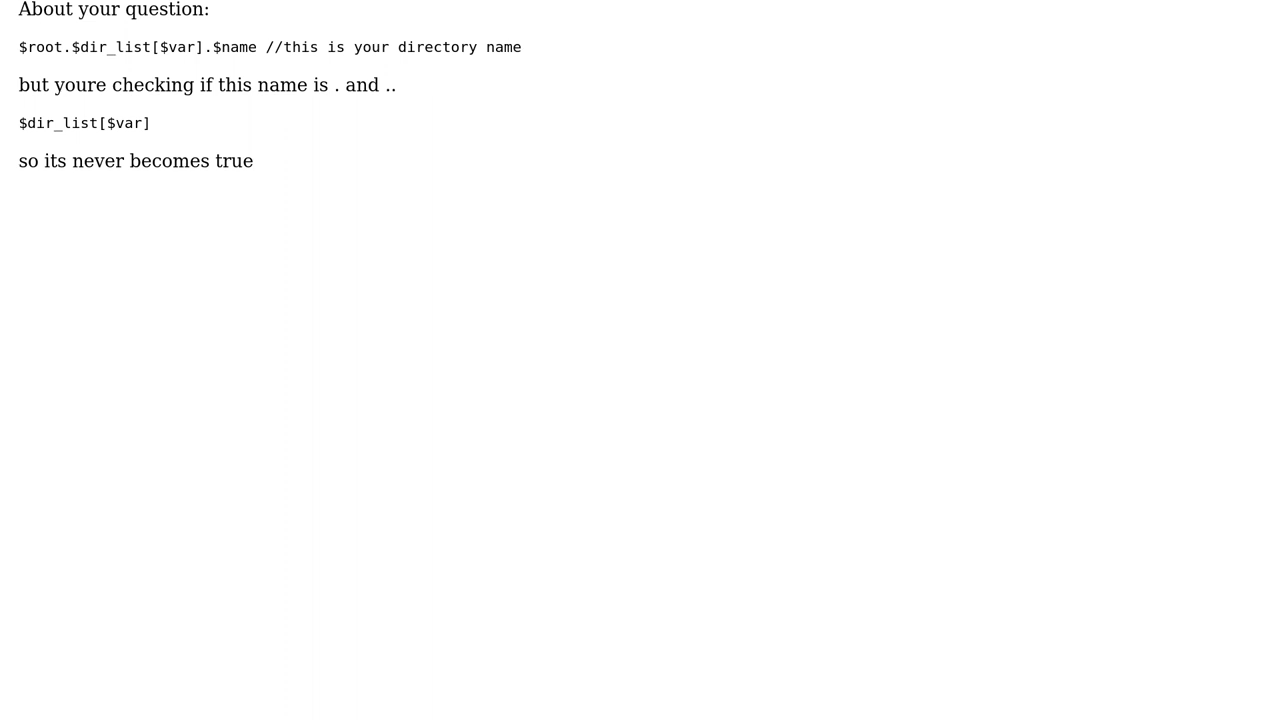 About your question:
$root.$dir_list[$var].$name //this is your directory name
but youre checking if this name is . and ..
$dir_list[$var]
so its never becomes true